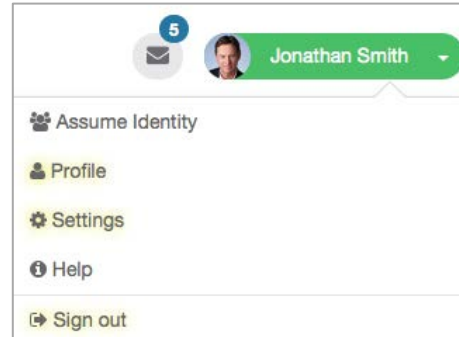 5
Jonathan Smith
Assume Identity
Profile
Settings
Help
Sign out